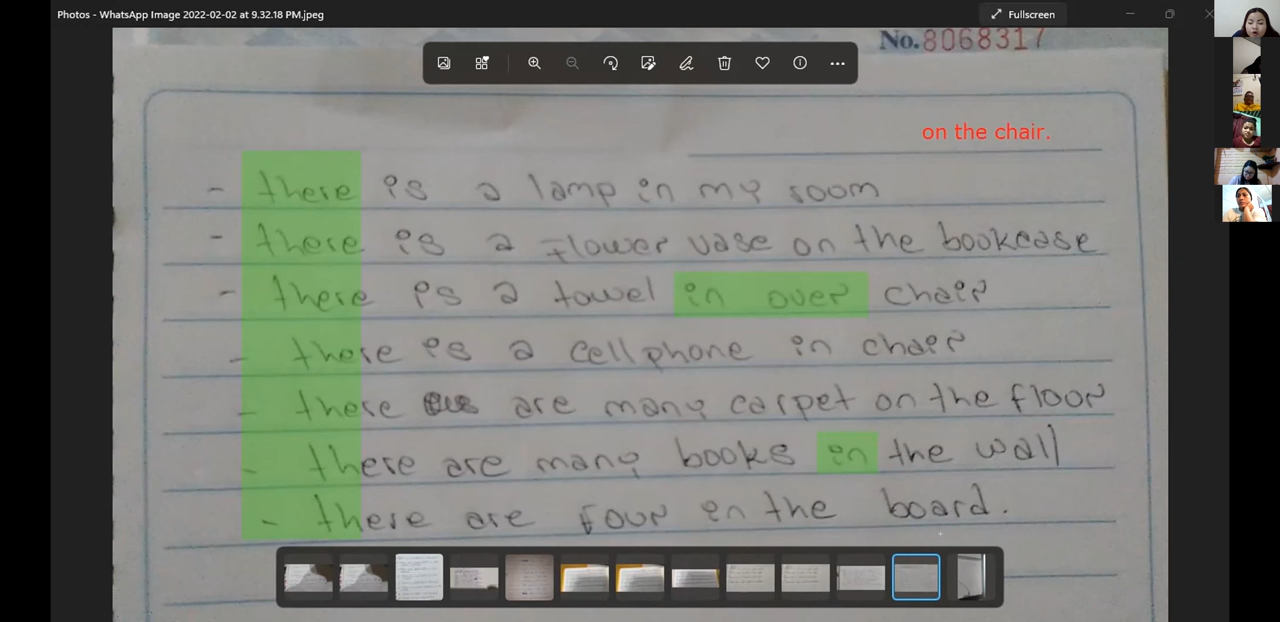 Photos - WhatsApp Image 2022-02-02 at 9.32.18 PM.jpeg
Fullscreen
No.8068317
on the chair.
- there is a lamp in my room
- there is a flower vase on the bookcase
- there is a towel in over chair
- there is a cellphone in chair
- there are many carpet on the floor
- there are many books in the wall
- there are four in the board.